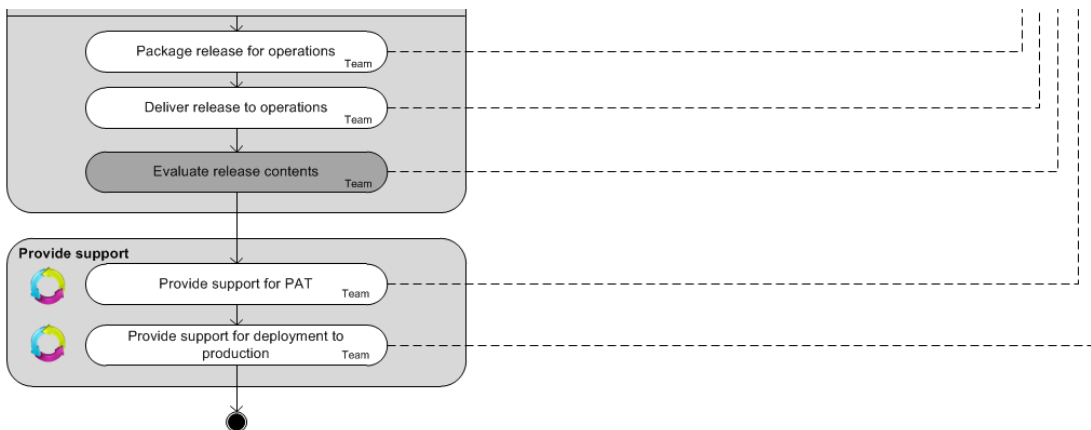 Package release for operations
Team
Deliver release to operations
Team
Evaluate release contents
Team
Provide support
Provide support for PAT
Team
Provide support for deployment to
production
Team